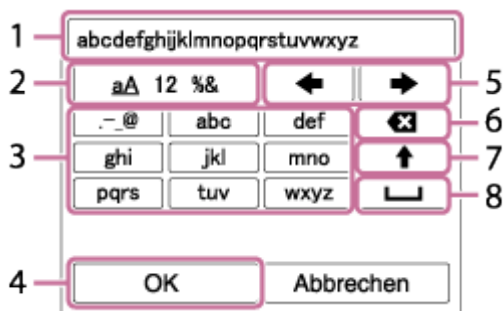 1 abcdefghijklmnopqrstuvwxyz
2 aA 12 %& 5
.-_@ abc def 6
3 ghi jkl mno 7
pqrs tuv wxyz 8
4 OK Abbrechen